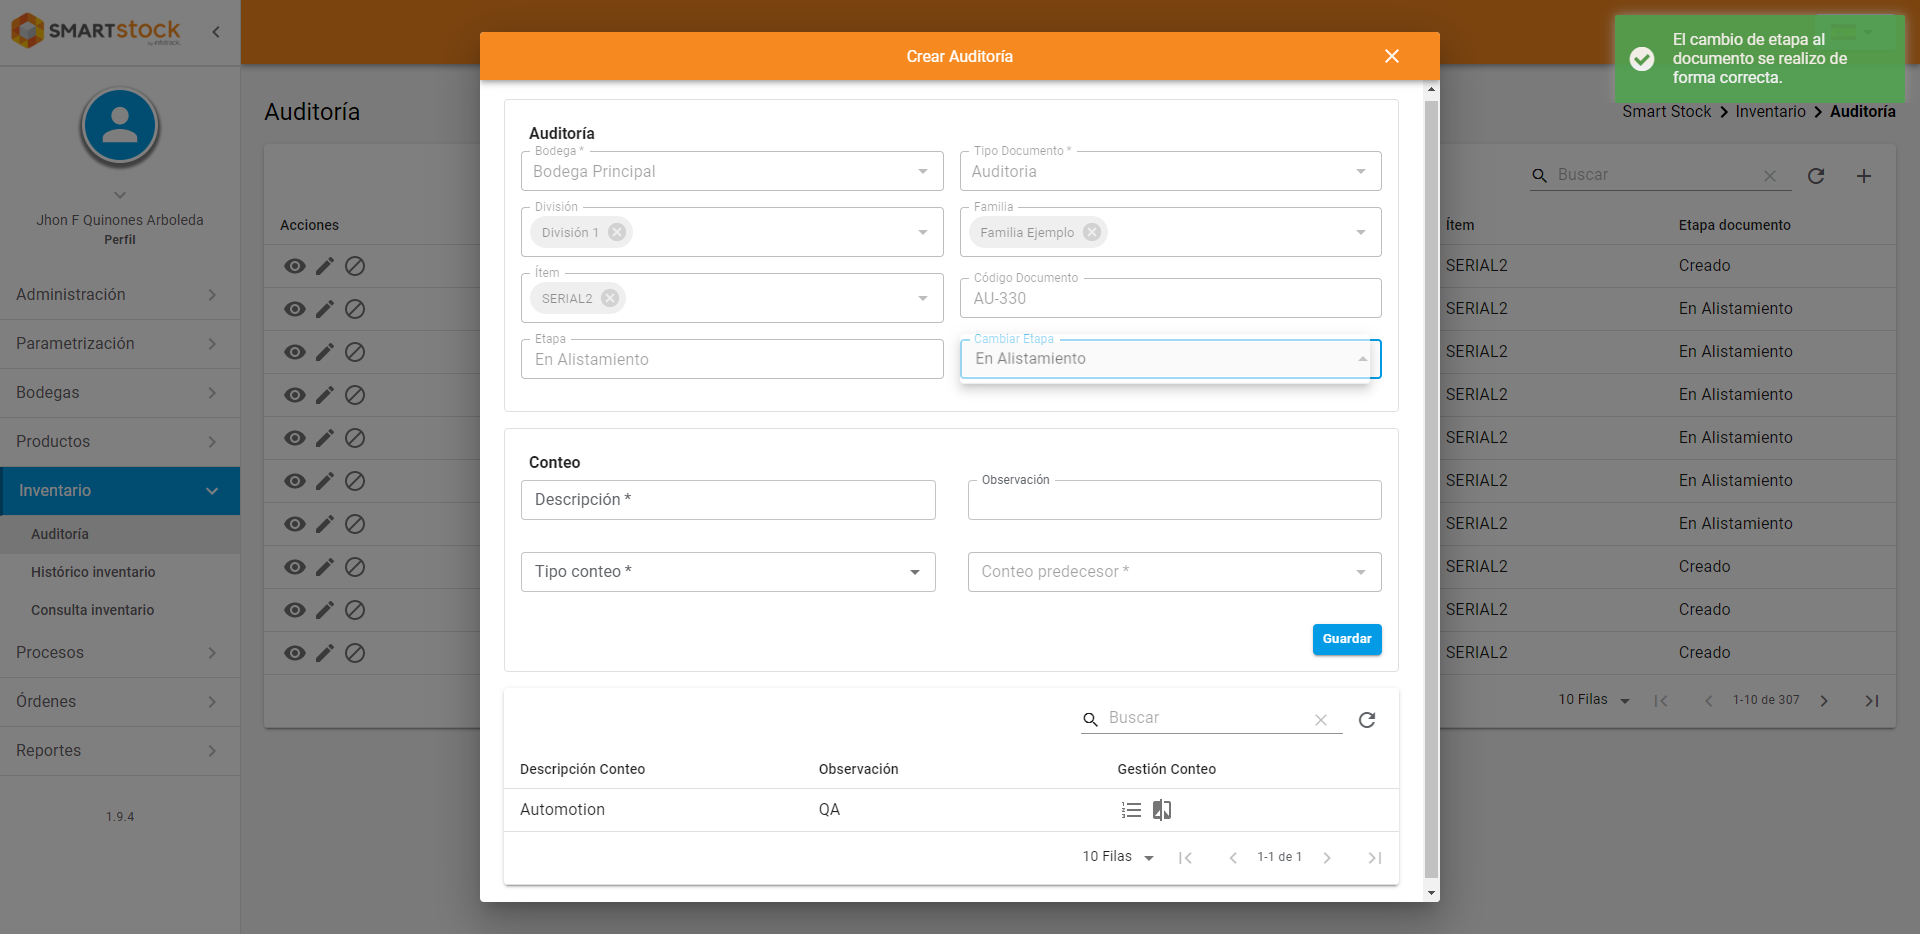 SMARTSTOCK
by infotrack
Jhon F Quinones Arboleda
Perfil
Administración
Parametrización
Bodegas
Productos
Inventario
Auditoría
Histórico inventario
Consulta inventario
Procesos
Órdenes
Reportes
1.9.4
Auditoría
Acciones
Crear Auditoría
Auditoría
Bodega *
Bodega Principal
Tipo Documento *
Auditoria
División
División 1
Familia
Familia Ejemplo
Ítem
SERIAL2
Código Documento
AU-330
Etapa
En Alistamiento
Cambiar Etapa
En Alistamiento
Conteo
Descripción *
Observación
Tipo conteo *
Conteo predecesor *
Guardar
Buscar
Descripción Conteo Observación Gestión Conteo
Automotion QA
10 Filas 1-1 de 1
El cambio de etapa al
documento se realizo de
forma correcta.
Smart Stock Inventario Auditoría
Buscar
Ítem Etapa documento
SERIAL2 Creado
SERIAL2 En Alistamiento
SERIAL2 En Alistamiento
SERIAL2 En Alistamiento
SERIAL2 En Alistamiento
SERIAL2 En Alistamiento
SERIAL2 En Alistamiento
SERIAL2 Creado
SERIAL2 Creado
SERIAL2 Creado
10 Filas 1-10 de 307